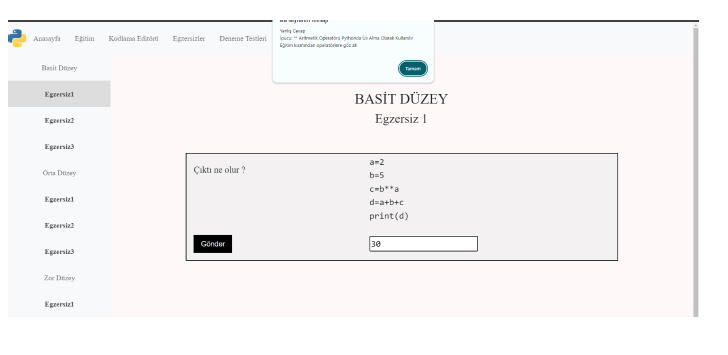 Yanlış Cevap
İpucu: ** Aritmetik Operatörü Pythonda Üs Alma Olarak Kullanılır
Eğitim kısmından operatörlere göz at!
Tamam
Anasayfa Eğitim Kodlama Editörü Egzersizler Deneme Testleri
Basit Düzey
Egzersiz1
Egzersiz2
Egzersiz3
Orta Düzey
Egzersiz1
Egzersiz2
Egzersiz3
Zor Düzey
Egzersiz1
BASİT DÜZEY
Egzersiz 1
Çıktı ne olur ?
a=2
b=5
c=b**a
d=a+b+c
print(d)
Gönder
30